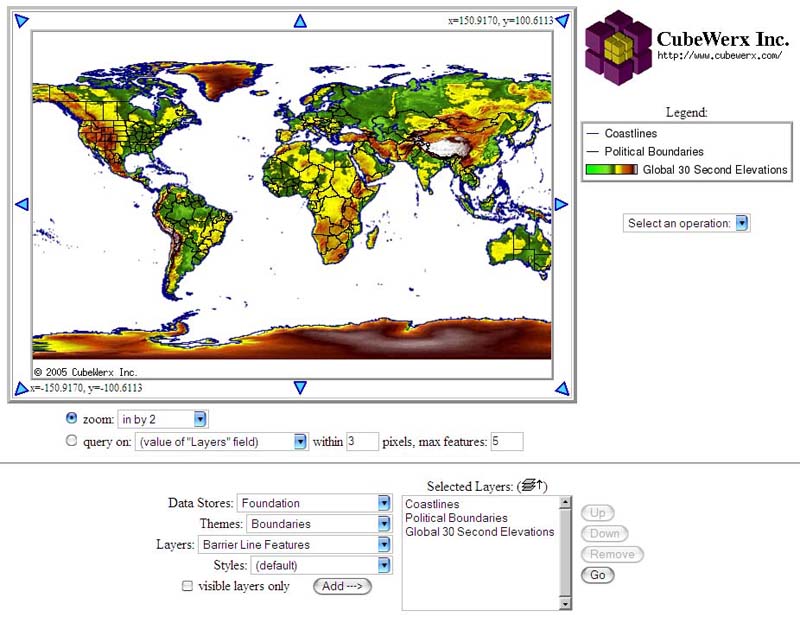 x=150.9170, y=100.6113
CubeWerx Inc.
http://www.cubewerx.com/
Legend:
Coastlines
Political Boundaries
Global 30 Second Elevations
Select an operation:
© 2005 CubeWerx Inc.
x=-150.9170, y=-100.6113
zoom: in by 2
query on: (value of "Layers" field) within 3 pixels, max features: 5
Selected Layers: ( )
Data Stores: Foundation
Themes: Boundaries
Layers: Barrier Line Features
Styles: (default)
visible layers only Add --->
Coastlines
Political Boundaries
Global 30 Second Elevations
Up
Down
Remove
Go